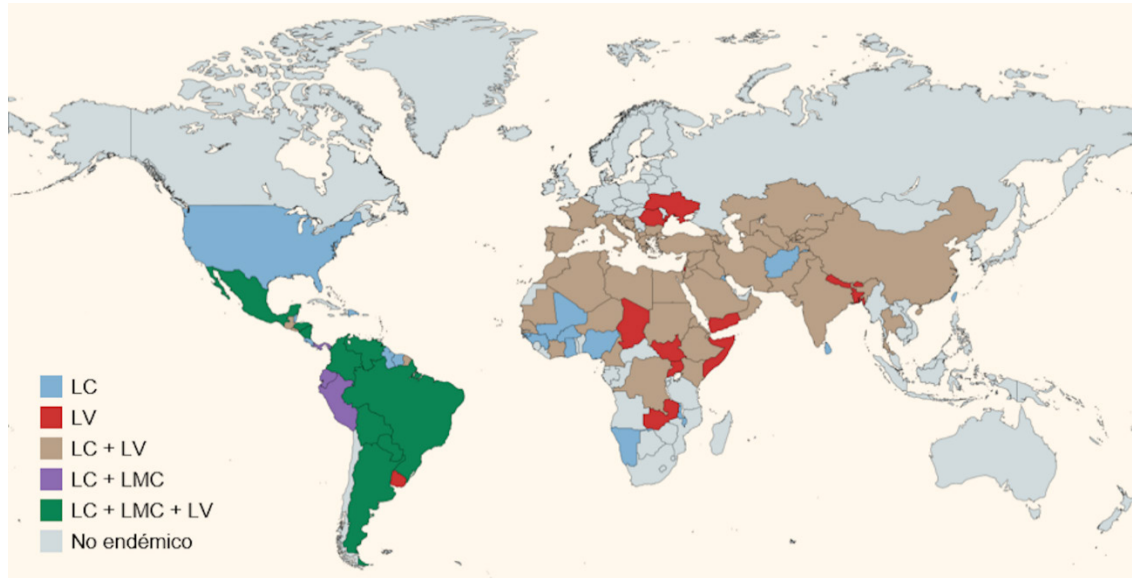 LC
LV
LC + LV
LC + LMC
LC + LMC + LV
No endémico